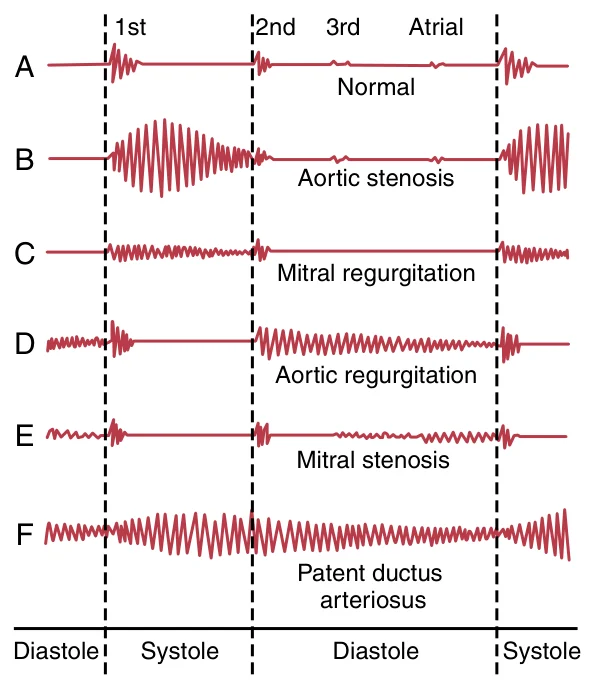 1st 2nd 3rd Atrial
A
Normal
B
Aortic stenosis
C
Mitral regurgitation
D
Aortic regurgitation
E
Mitral stenosis
F
Patent ductus
arteriosus
Diastole Systole Diastole Systole